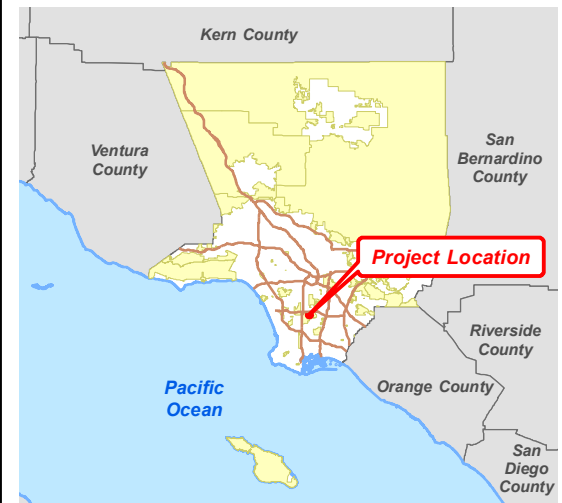 Kern County
Ventura
County
San
Bernardino
County
Project Location
Riverside
County
Orange County
Pacific
Ocean
San
Diego
County